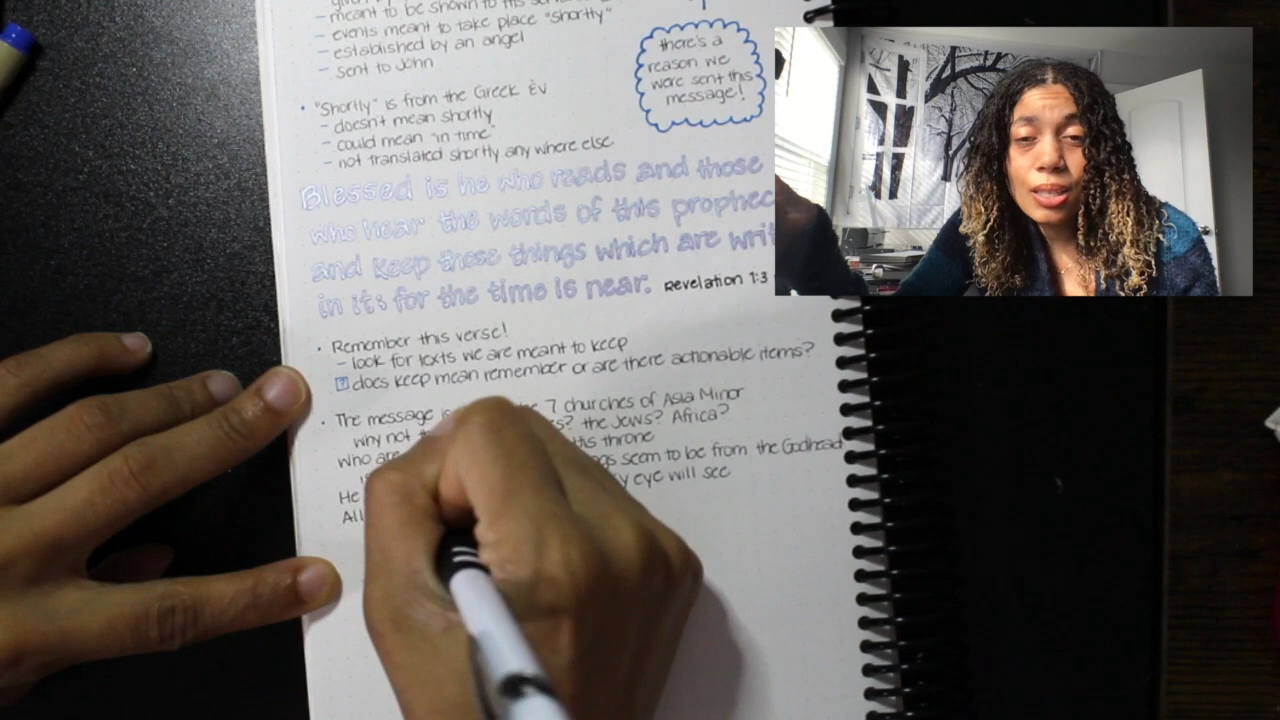 meant to be shown to his
- events meant to take place "shortly"
- established by an angel
- sent to John
there's a
reason we
were sent this
message!
• "Shortly" is from the Greek ἐν
- doesn't mean shortly
- could mean "in time"
- not translated shortly any where else
Blessed is he who reads and those
who hear the words of this prophec
and keep those things which are writ
in it; for the time is near. Revelation 1:3
• Remember this verse!
- look for texts we are meant to keep
? does keep mean remember or are there actionable items?
• The message is 7 churches of Asia Minor
why not the Jews? Africa?
who are his throne
seem to be from the Godhead
He eye will see
All